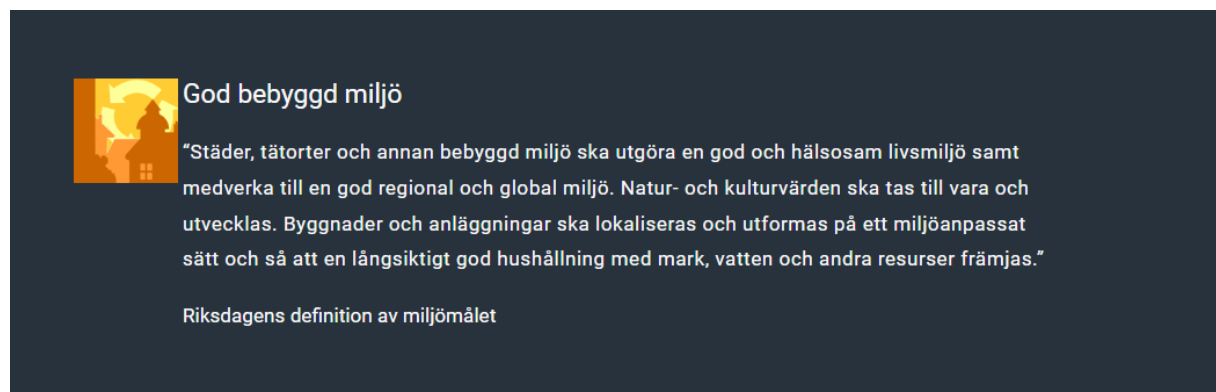 God bebyggd miljö
“Städer, tätorter och annan bebyggd miljö ska utgöra en god och hälsosam livsmiljö samt
medverka till en god regional och global miljö. Natur- och kulturvärden ska tas till vara och
utvecklas. Byggnader och anläggningar ska lokaliseras och utformas på ett miljöanpassat
sätt och så att en långsiktigt god hushållning med mark, vatten och andra resurser främjas.”
Riksdagens definition av miljömålet